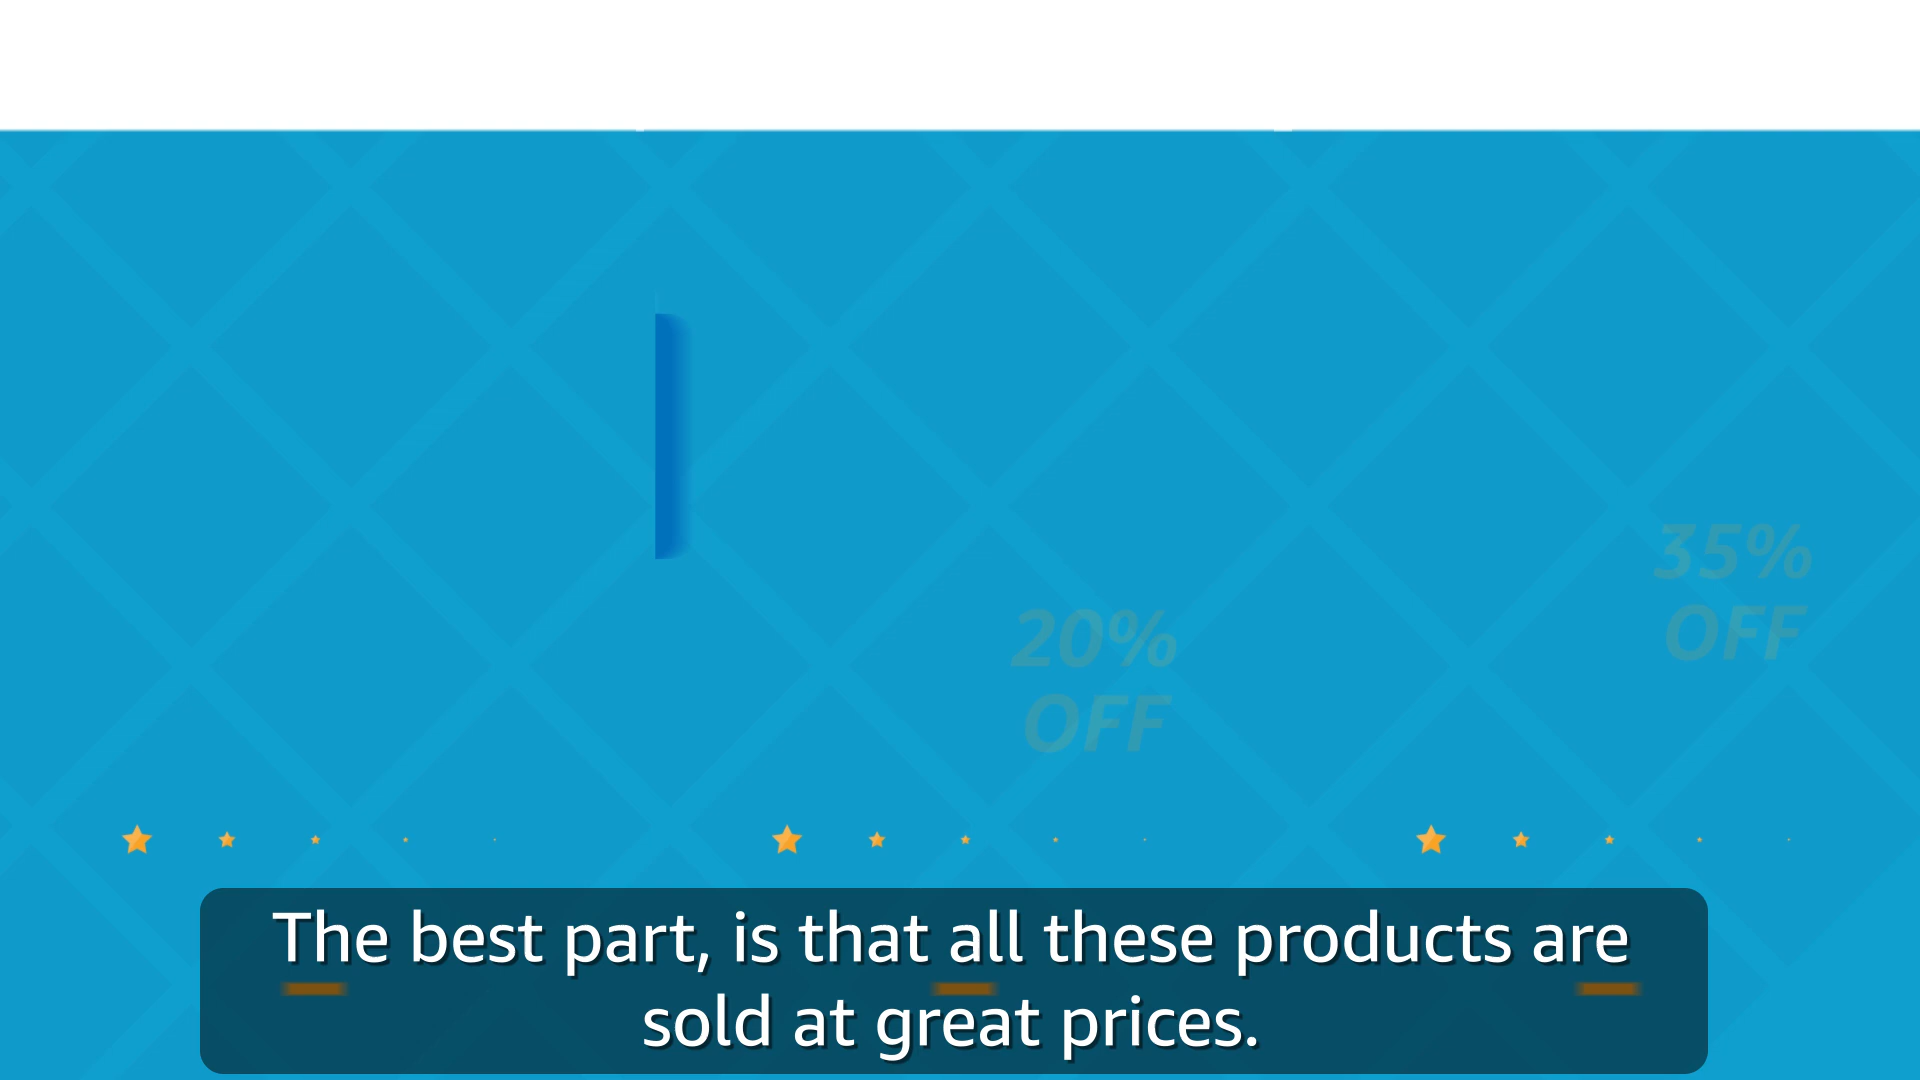 35%
OFF
20%
OFF
The best part, is that all these products are
sold at great prices.